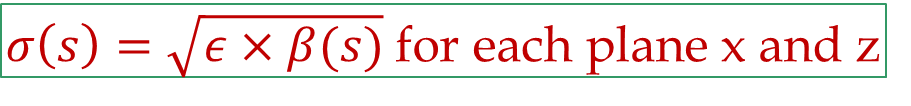 σ(s) = √(ϵ × β(s)) for each plane x and z